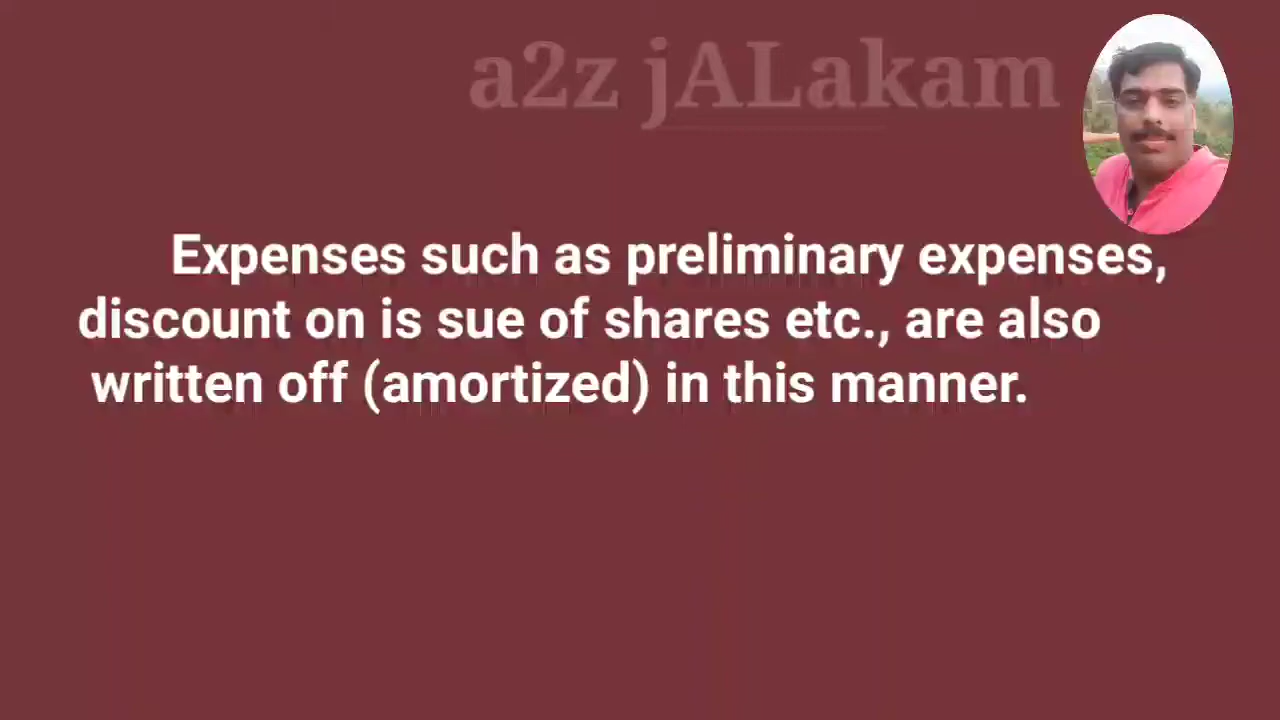 a2z jALakam
Expenses such as preliminary expenses,
discount on is sue of shares etc., are also
written off (amortized) in this manner.